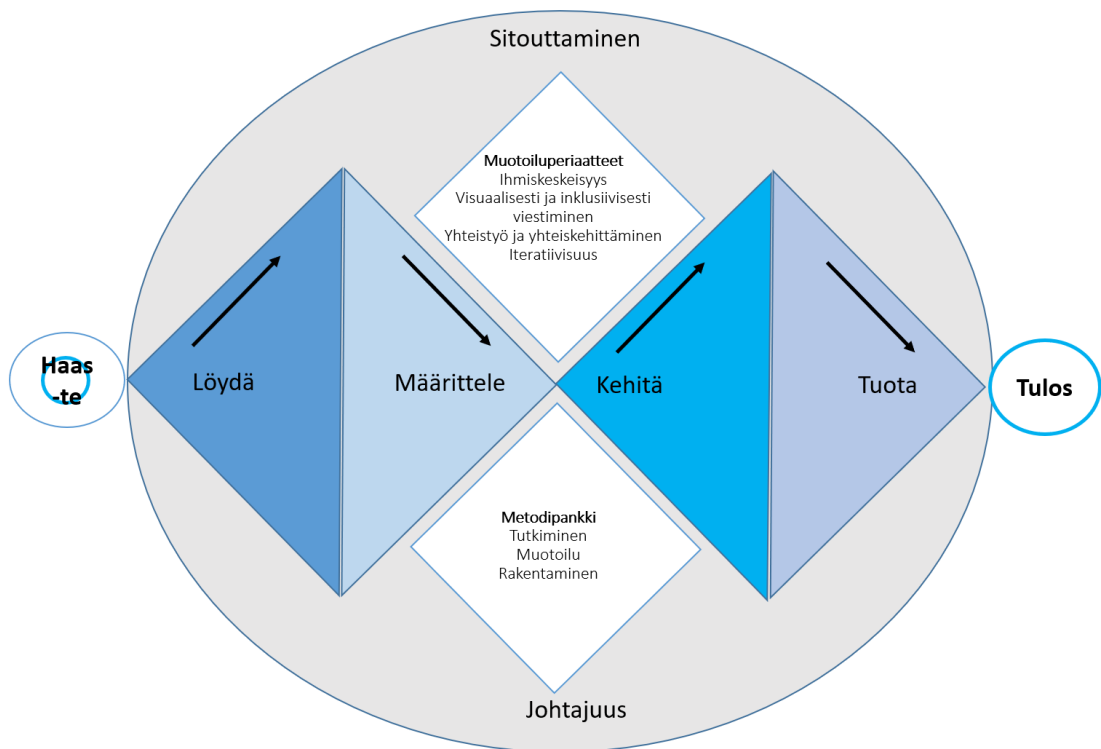 Sitouttaminen
Muotoiluperiaatteet
Ihmiskeskeisyys
Visuaalisesti ja inklusiivisesti
viestiminen
Yhteistyö ja yhteiskehittäminen
Iteratiivisuus
Haas
-te
Löydä
Määrittele
Kehitä
Tuota
Tulos
Metodipankki
Tutkiminen
Muotoilu
Rakentaminen
Johtajuus